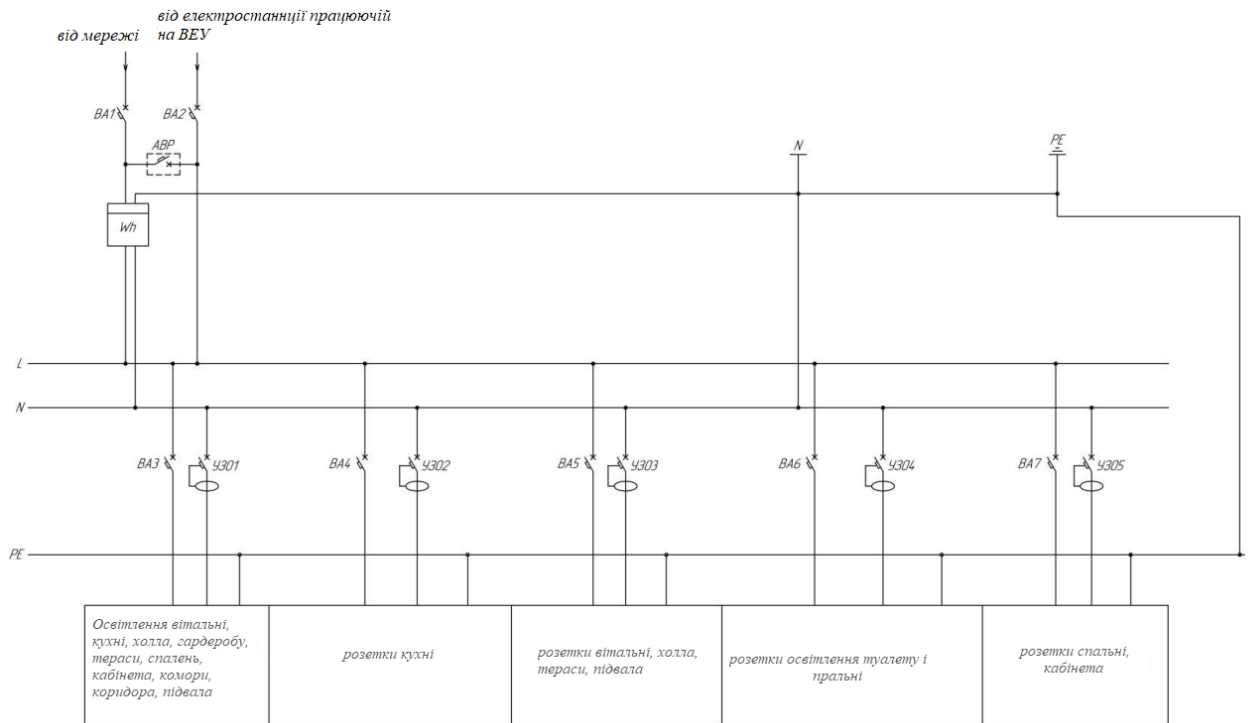 від електростаннції працюючій
від мережі
на ВЕУ
ВА1
ВА2
АВР
N
PE
Wh
L
N
ВА3
УЗО1
ВА4
УЗО2
ВА5
УЗО3
ВА6
УЗО4
ВА7
УЗО5
PE
Освітлення вітальні,
кухні, холла, гардеробу,
тераси, спалень,
кабінета, комори,
коридора, підвала
розетки кухні
розетки вітальні, холла,
тераси, підвала
розетки освітлення туалету і
пральні
розетки спальні,
кабінета